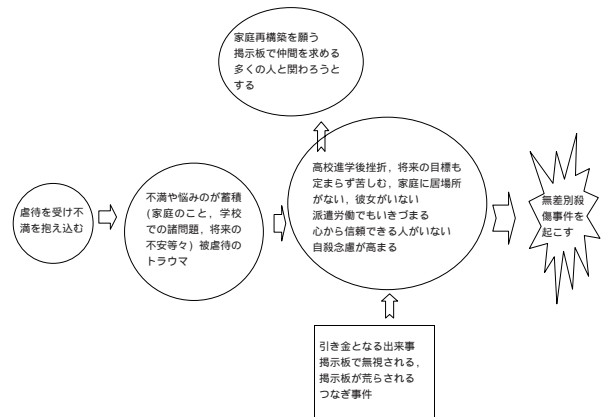 家庭再構築を願う
掲示板で仲間を求める
多くの人と関わろうと
する
虐待を受け不
満を抱え込む
不満や悩みのが蓄積
(家庭のこと，学校
での諸問題，将来の
不安等々) 被虐待の
トラウマ
高校進学後挫折，将来の目標も
定まらず苦しむ，家庭に居場所
がない，彼女がいない
派遣労働でもいきづまる
心から信頼できる人がいない
自殺念慮が高まる
無差別殺
傷事件を
起こす
引き金となる出来事
掲示板で無視される，
掲示板が荒らされる
つなぎ事件